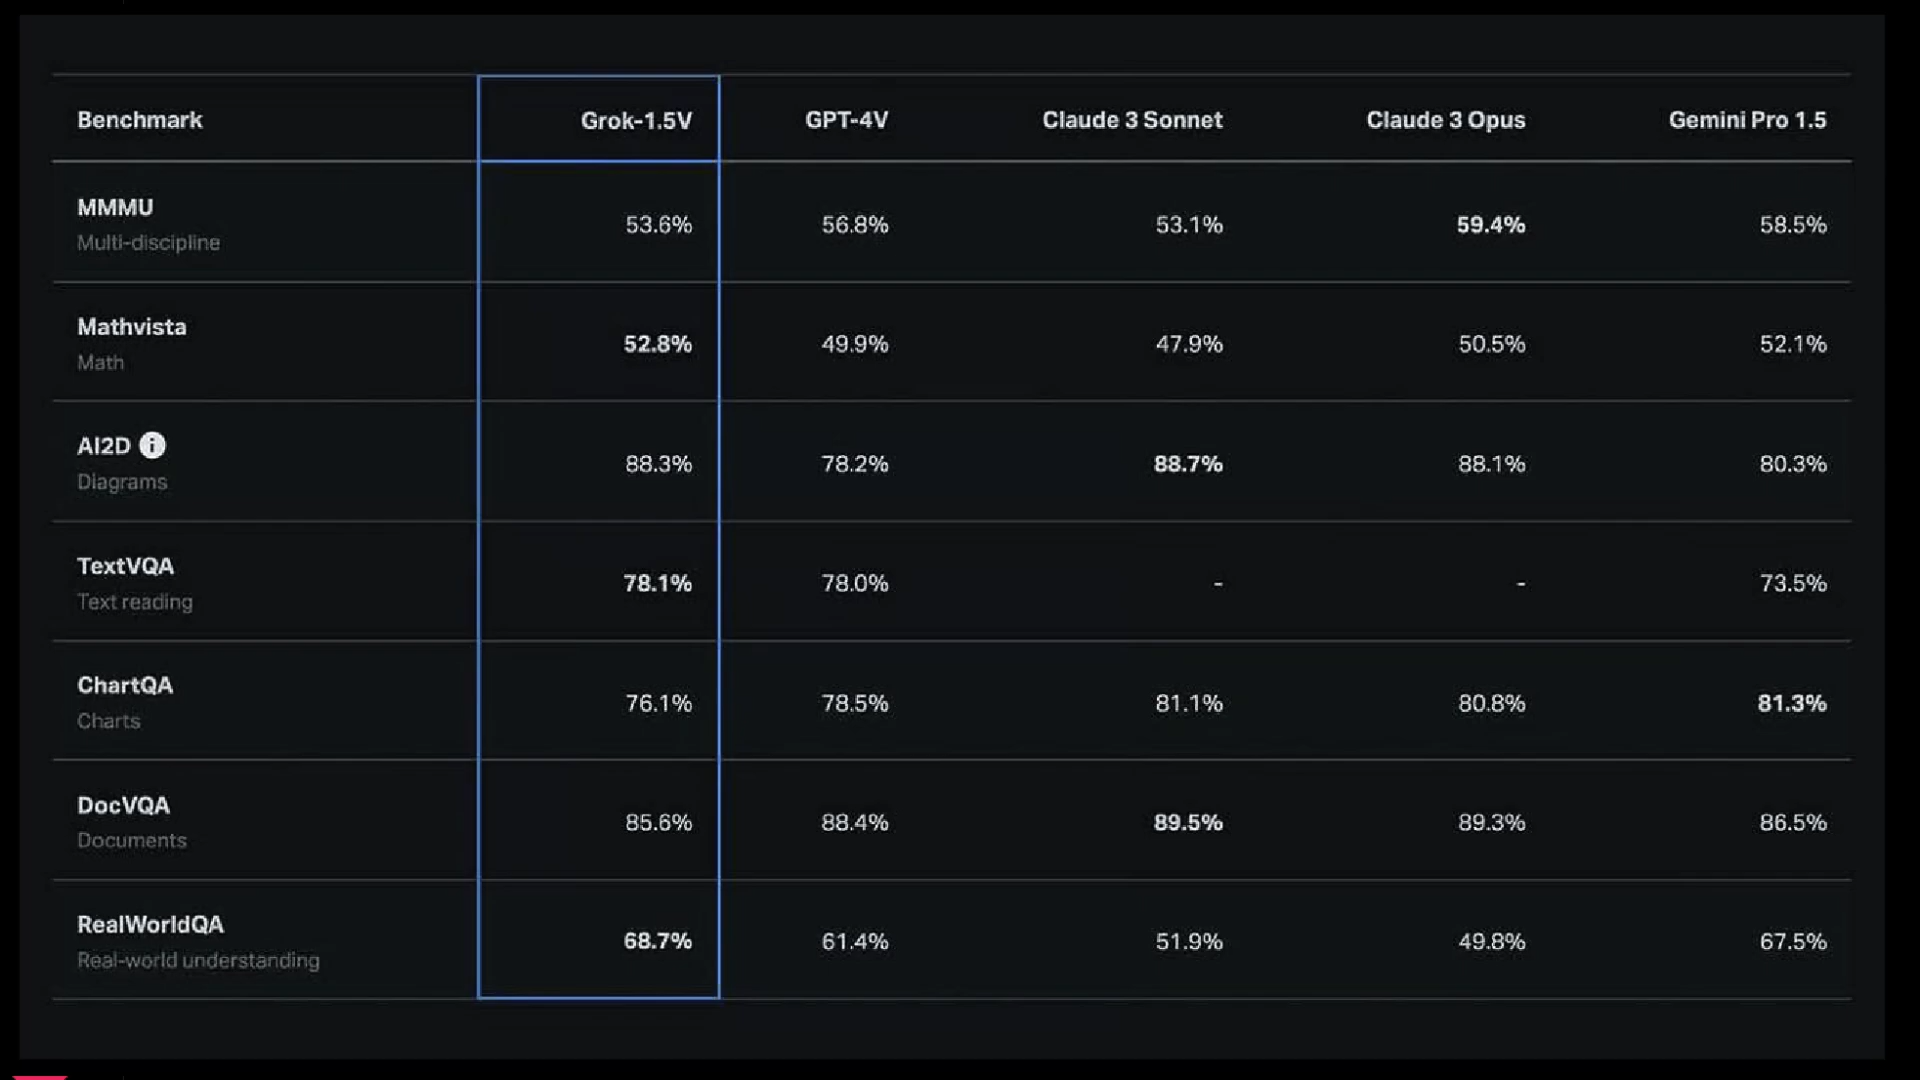 Benchmark Grok-1.5V GPT-4V Claude 3 Sonnet Claude 3 Opus Gemini Pro 1.5
MMMU
Multi-discipline
53.6% 56.8% 53.1% 59.4% 58.5%
Mathvista
Math
52.8% 49.9% 47.9% 50.5% 52.1%
AI2D i
Diagrams
88.3% 78.2% 88.7% 88.1% 80.3%
TextVQA
Text reading
78.1% 78.0% - - 73.5%
ChartQA
Charts
76.1% 78.5% 81.1% 80.8% 81.3%
DocVQA
Documents
85.6% 88.4% 89.5% 89.3% 86.5%
RealWorldQA
Real-world understanding
68.7% 61.4% 51.9% 49.8% 67.5%